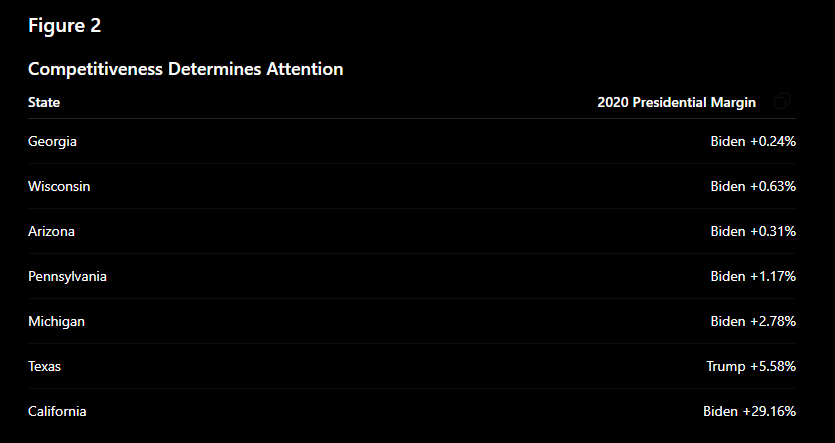 Figure 2
Competitiveness Determines Attention
State 2020 Presidential Margin
Georgia Biden +0.24%
Wisconsin Biden +0.63%
Arizona Biden +0.31%
Pennsylvania Biden +1.17%
Michigan Biden +2.78%
Texas Trump +5.58%
California Biden +29.16%